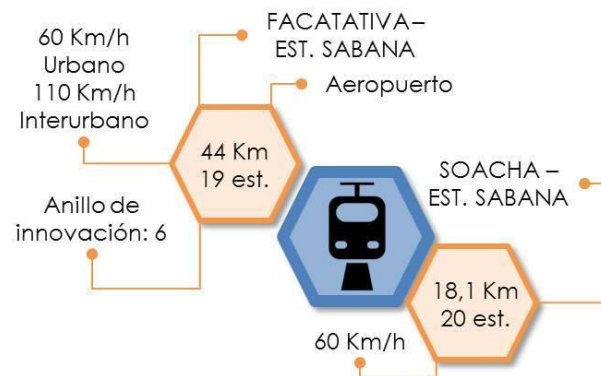 60 Km/h
Urbano
110 Km/h
Interurbano
FACATATIVA –
EST. SABANA
Aeropuerto
44 Km
19 est.
Anillo de
innovación: 6
SOACHA –
EST. SABANA
18,1 Km
20 est.
60 Km/h